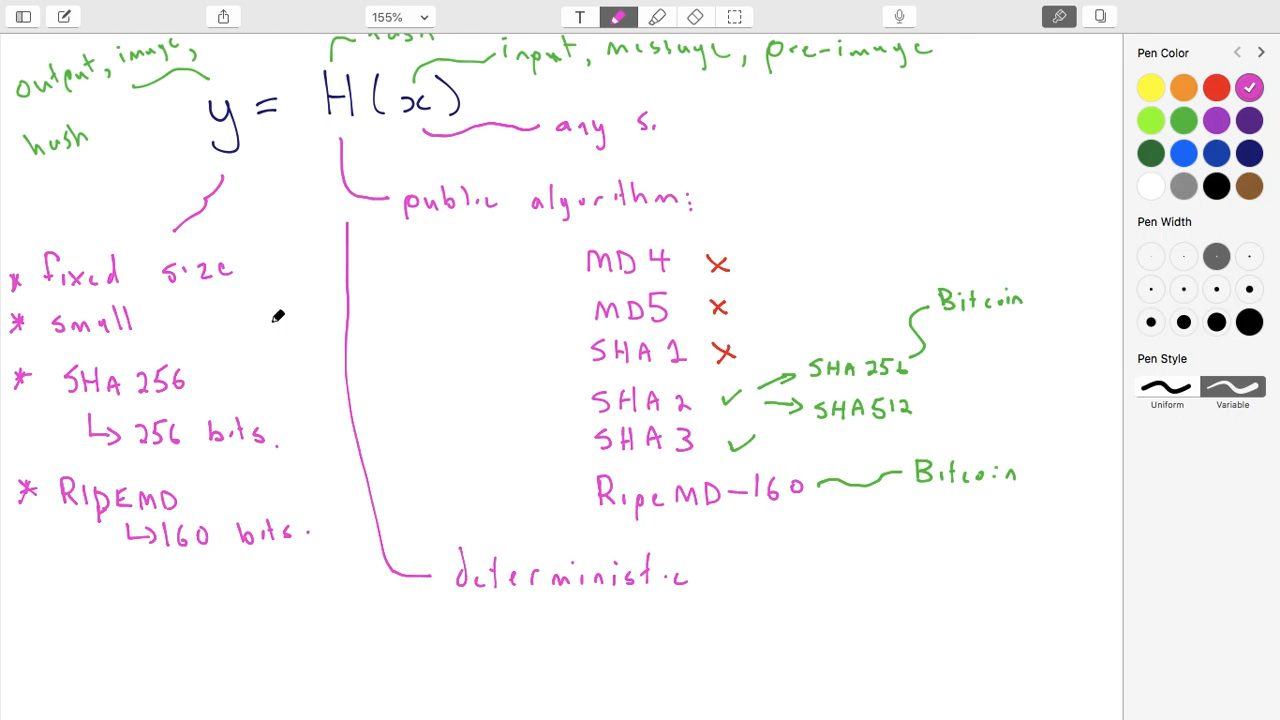 155%
T
Pen Color
output, image,
hash
input, message, pre-image
y = H(x)
hash
any s.
public algorithm:
* fixed size
* small
* SHA 256
↳ 256 bits.
* RIPEMD
↳ 160 bits.
MD4 ×
MD5 ×
SHA 1 ×
SHA 2 ✓ → SHA 256
→ SHA512
Bitcoin
SHA 3 ✓
RipeMD-160
Bitcoin
deterministic
Pen Width
Pen Style
Uniform
Variable